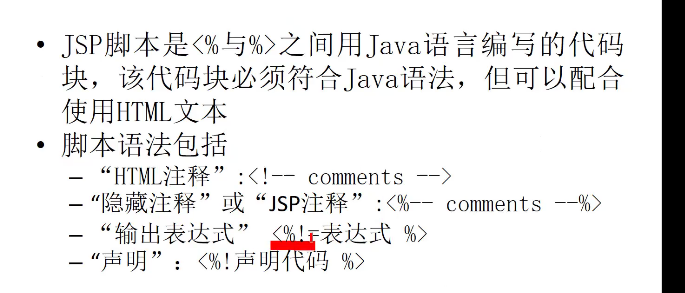 • JSP脚本是<%与%>之间用Java语言编写的代码
块，该代码块必须符合Java语法，但可以配合
使用HTML文本
• 脚本语法包括
– “HTML注释”:<!-- comments -->
– “隐藏注释”或“JSP注释”:<%-- comments --%>
– “输出表达式” <%!=表达式 %>
– “声明”：<%!声明代码 %>